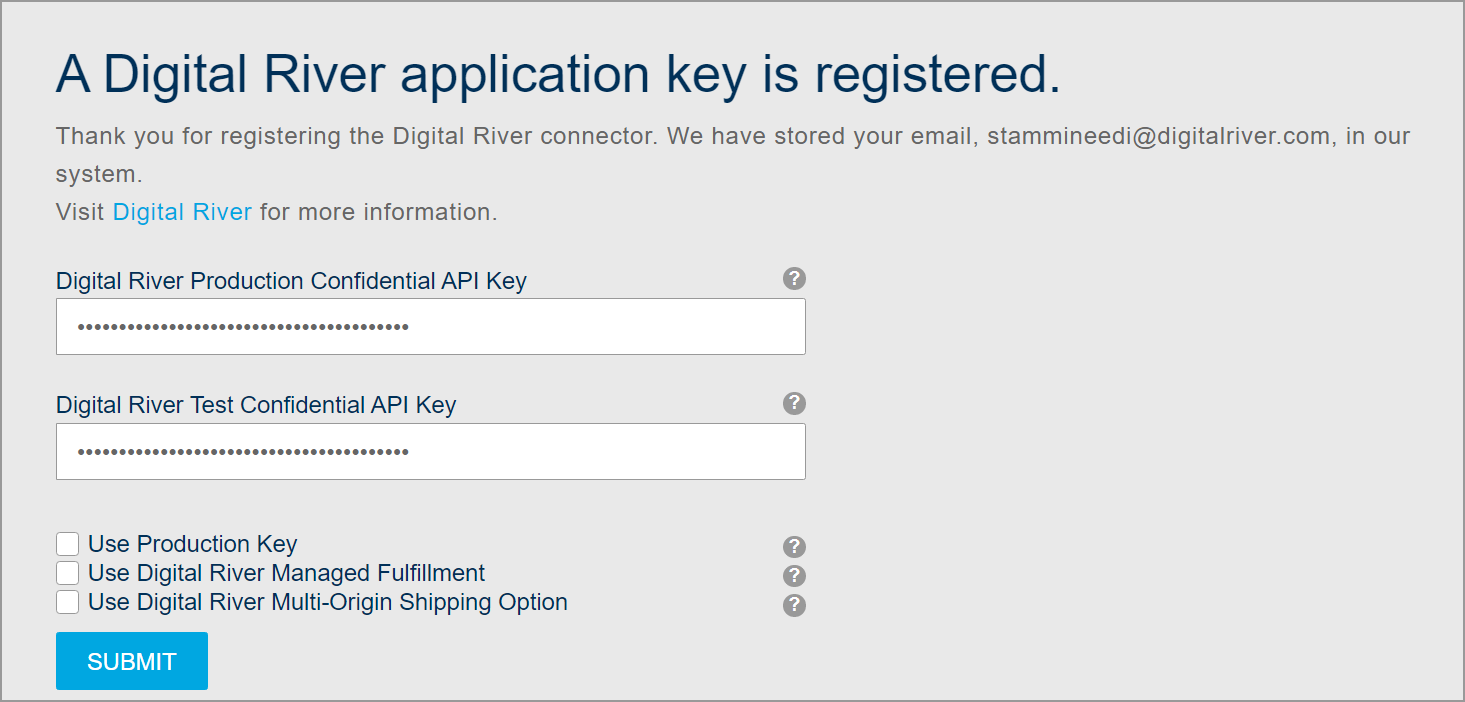 A Digital River application key is registered.
Thank you for registering the Digital River connector. We have stored your email, stammineedi@digitalriver.com, in our
system.
Visit Digital River for more information.
Digital River Production Confidential API Key ?
••••••••••••••••••••••••••••••••••••••••
Digital River Test Confidential API Key ?
••••••••••••••••••••••••••••••••••••••••
Use Production Key ?
Use Digital River Managed Fulfillment ?
Use Digital River Multi-Origin Shipping Option ?
SUBMIT